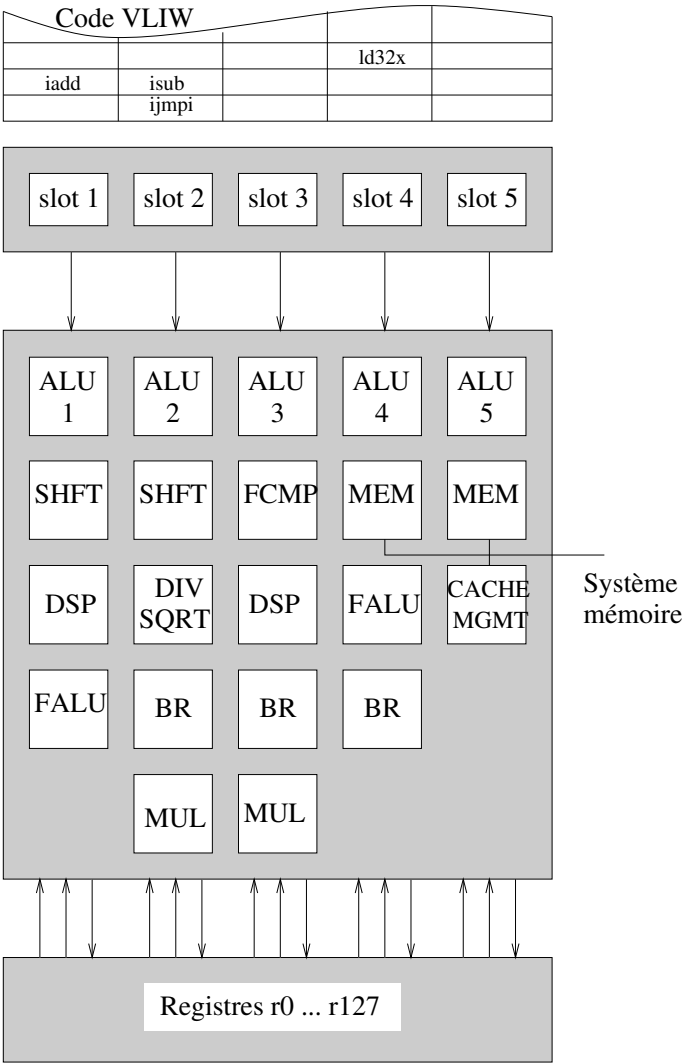 Code VLIW
ld32x
iadd isub
ijmpi
slot 1 slot 2 slot 3 slot 4 slot 5
ALU ALU ALU ALU ALU
1 2 3 4 5
SHFT SHFT FCMP MEM MEM
Système
mémoire
DSP DIV SQRT DSP FALU CACHE MGMT
FALU BR BR BR
MUL MUL
Registres r0 ... r127